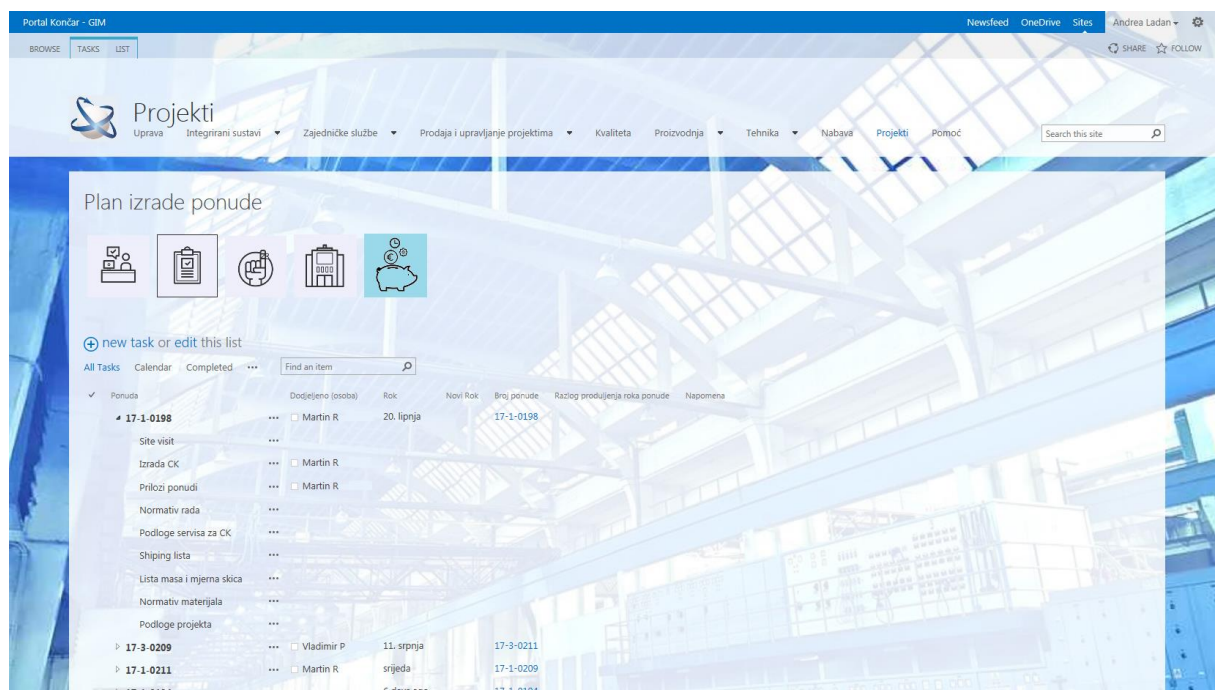 Portal Končar - GIM Newsfeed OneDrive Sites Andrea Ladan
BROWSE TASKS LIST SHARE FOLLOW
Projekti
Uprava Integrirani sustavi Zajedničke službe Prodaja i upravljanje projektima Kvaliteta Proizvodnja Tehnika Nabava Projekti Pomoć Search this site
Plan izrade ponude
new task or edit this list
All Tasks Calendar Completed ... Find an item
Ponuda Dodjeljeno (osoba) Rok Novi Rok Broj ponude Razlog produljenja roka ponude Napomena
17-1-0198 ... Martin R 20. lipnja 17-1-0198
Site visit ...
Izrada CK ... Martin R
Prilozi ponudi ... Martin R
Normativ rada ...
Podloge servisa za CK ...
Shiping lista ...
Lista masa i mjerna skica ...
Normativ materijala ...
Podloge projekta ...
17-3-0209 ... Vladimir P 11. srpnja 17-3-0211
17-1-0211 ... Martin R srijeda 17-1-0209